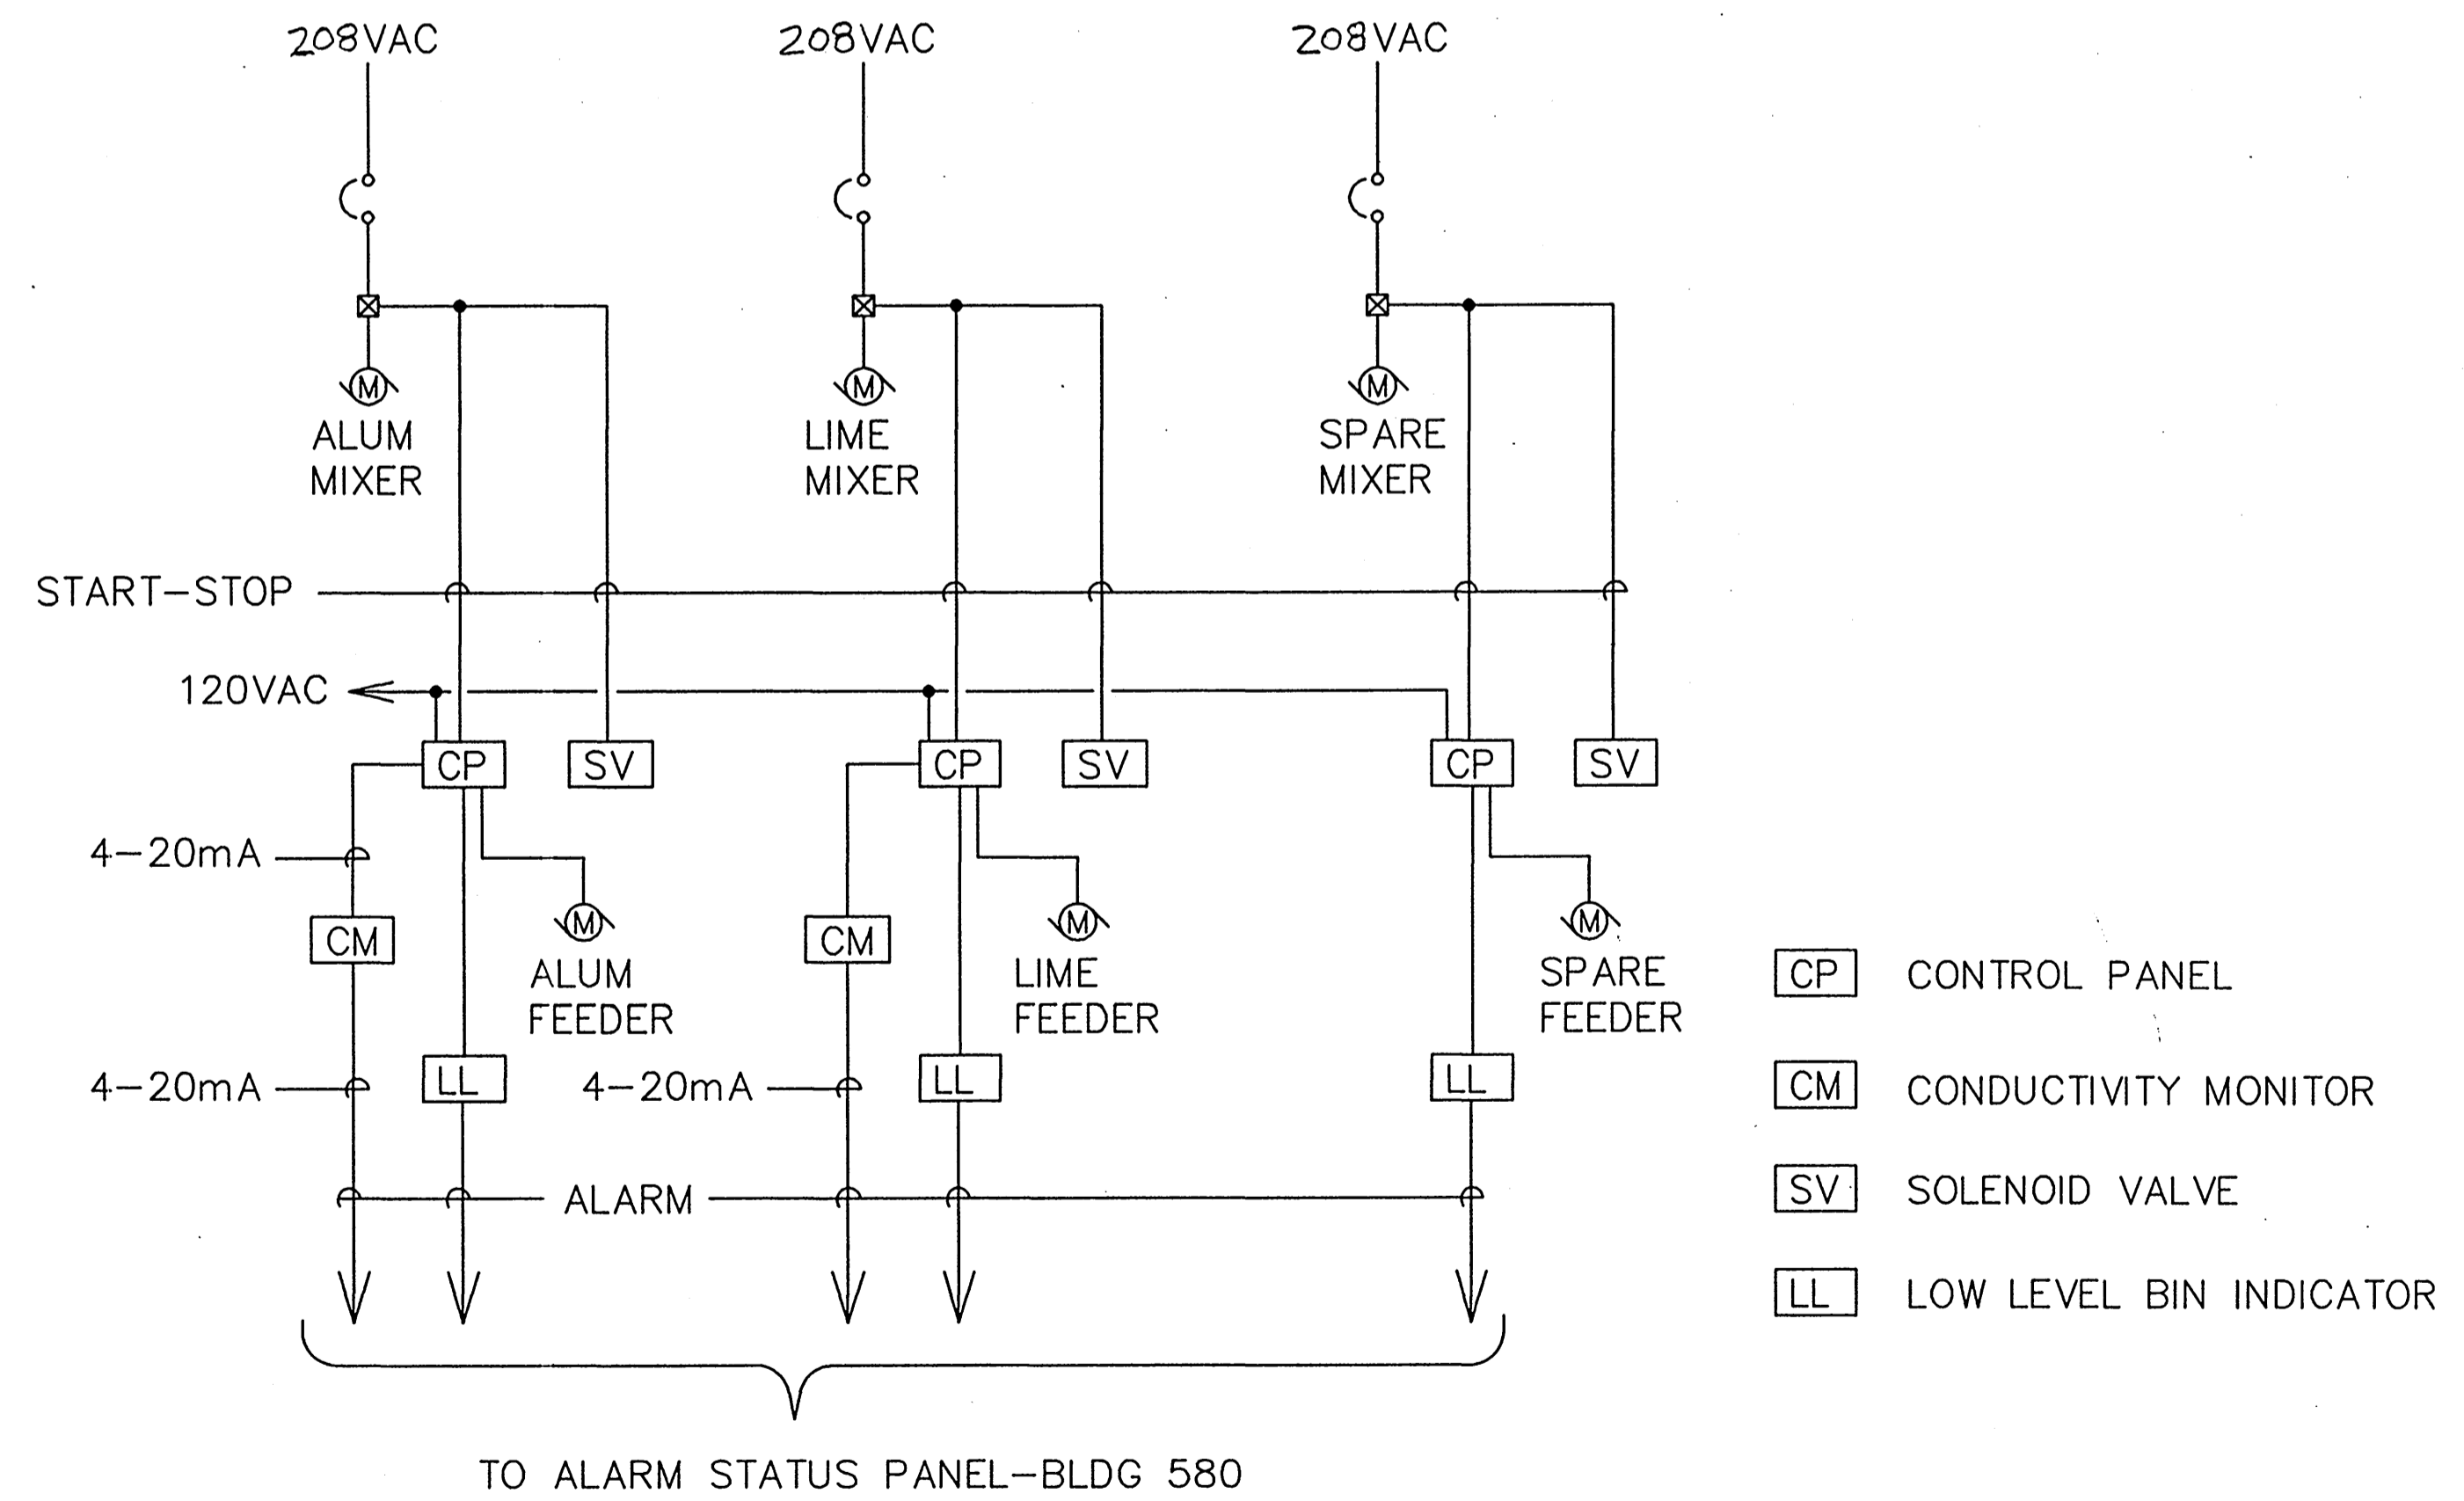 208VAC 208VAC 208VAC
M M M
ALUM LIME SPARE
MIXER MIXER MIXER
START-STOP
120VAC
CP SV CP SV CP SV
4-20mA
M M M
CM CM
ALUM LIME SPARE
FEEDER FEEDER FEEDER
CP CONTROL PANEL
4-20mA LL 4-20mA LL LL
CM CONDUCTIVITY MONITOR
ALARM
SV SOLENOID VALVE
LL LOW LEVEL BIN INDICATOR
TO ALARM STATUS PANEL-BLDG 580